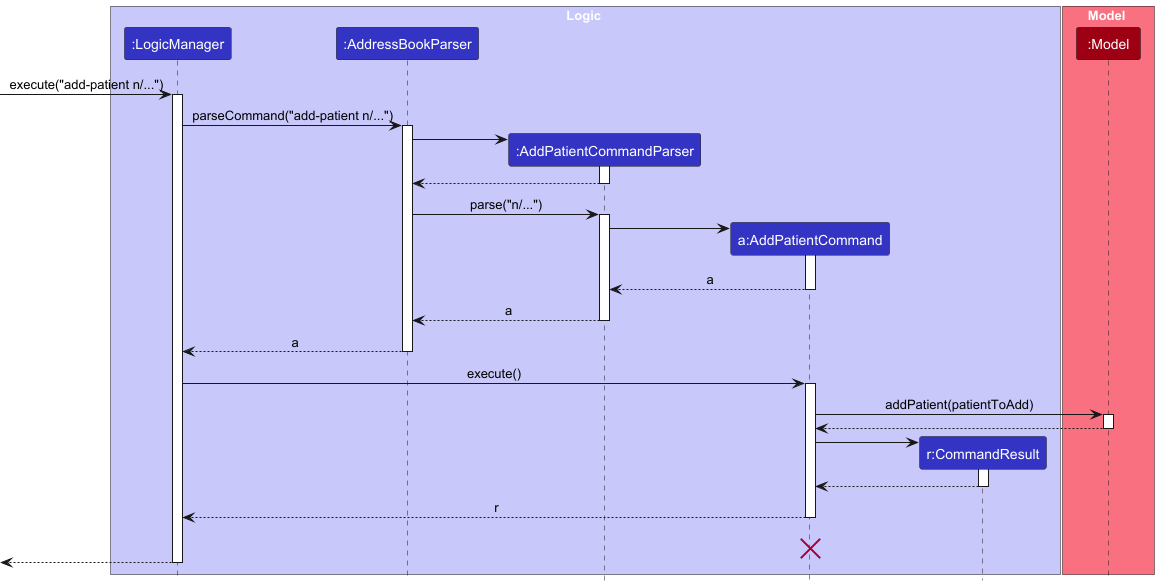 Logic
Model
:LogicManager
:AddressBookParser
:Model
execute("add-patient n/...")
parseCommand("add-patient n/...")
:AddPatientCommandParser
parse("n/...")
a:AddPatientCommand
a
a
a
execute()
addPatient(patientToAdd)
r:CommandResult
r